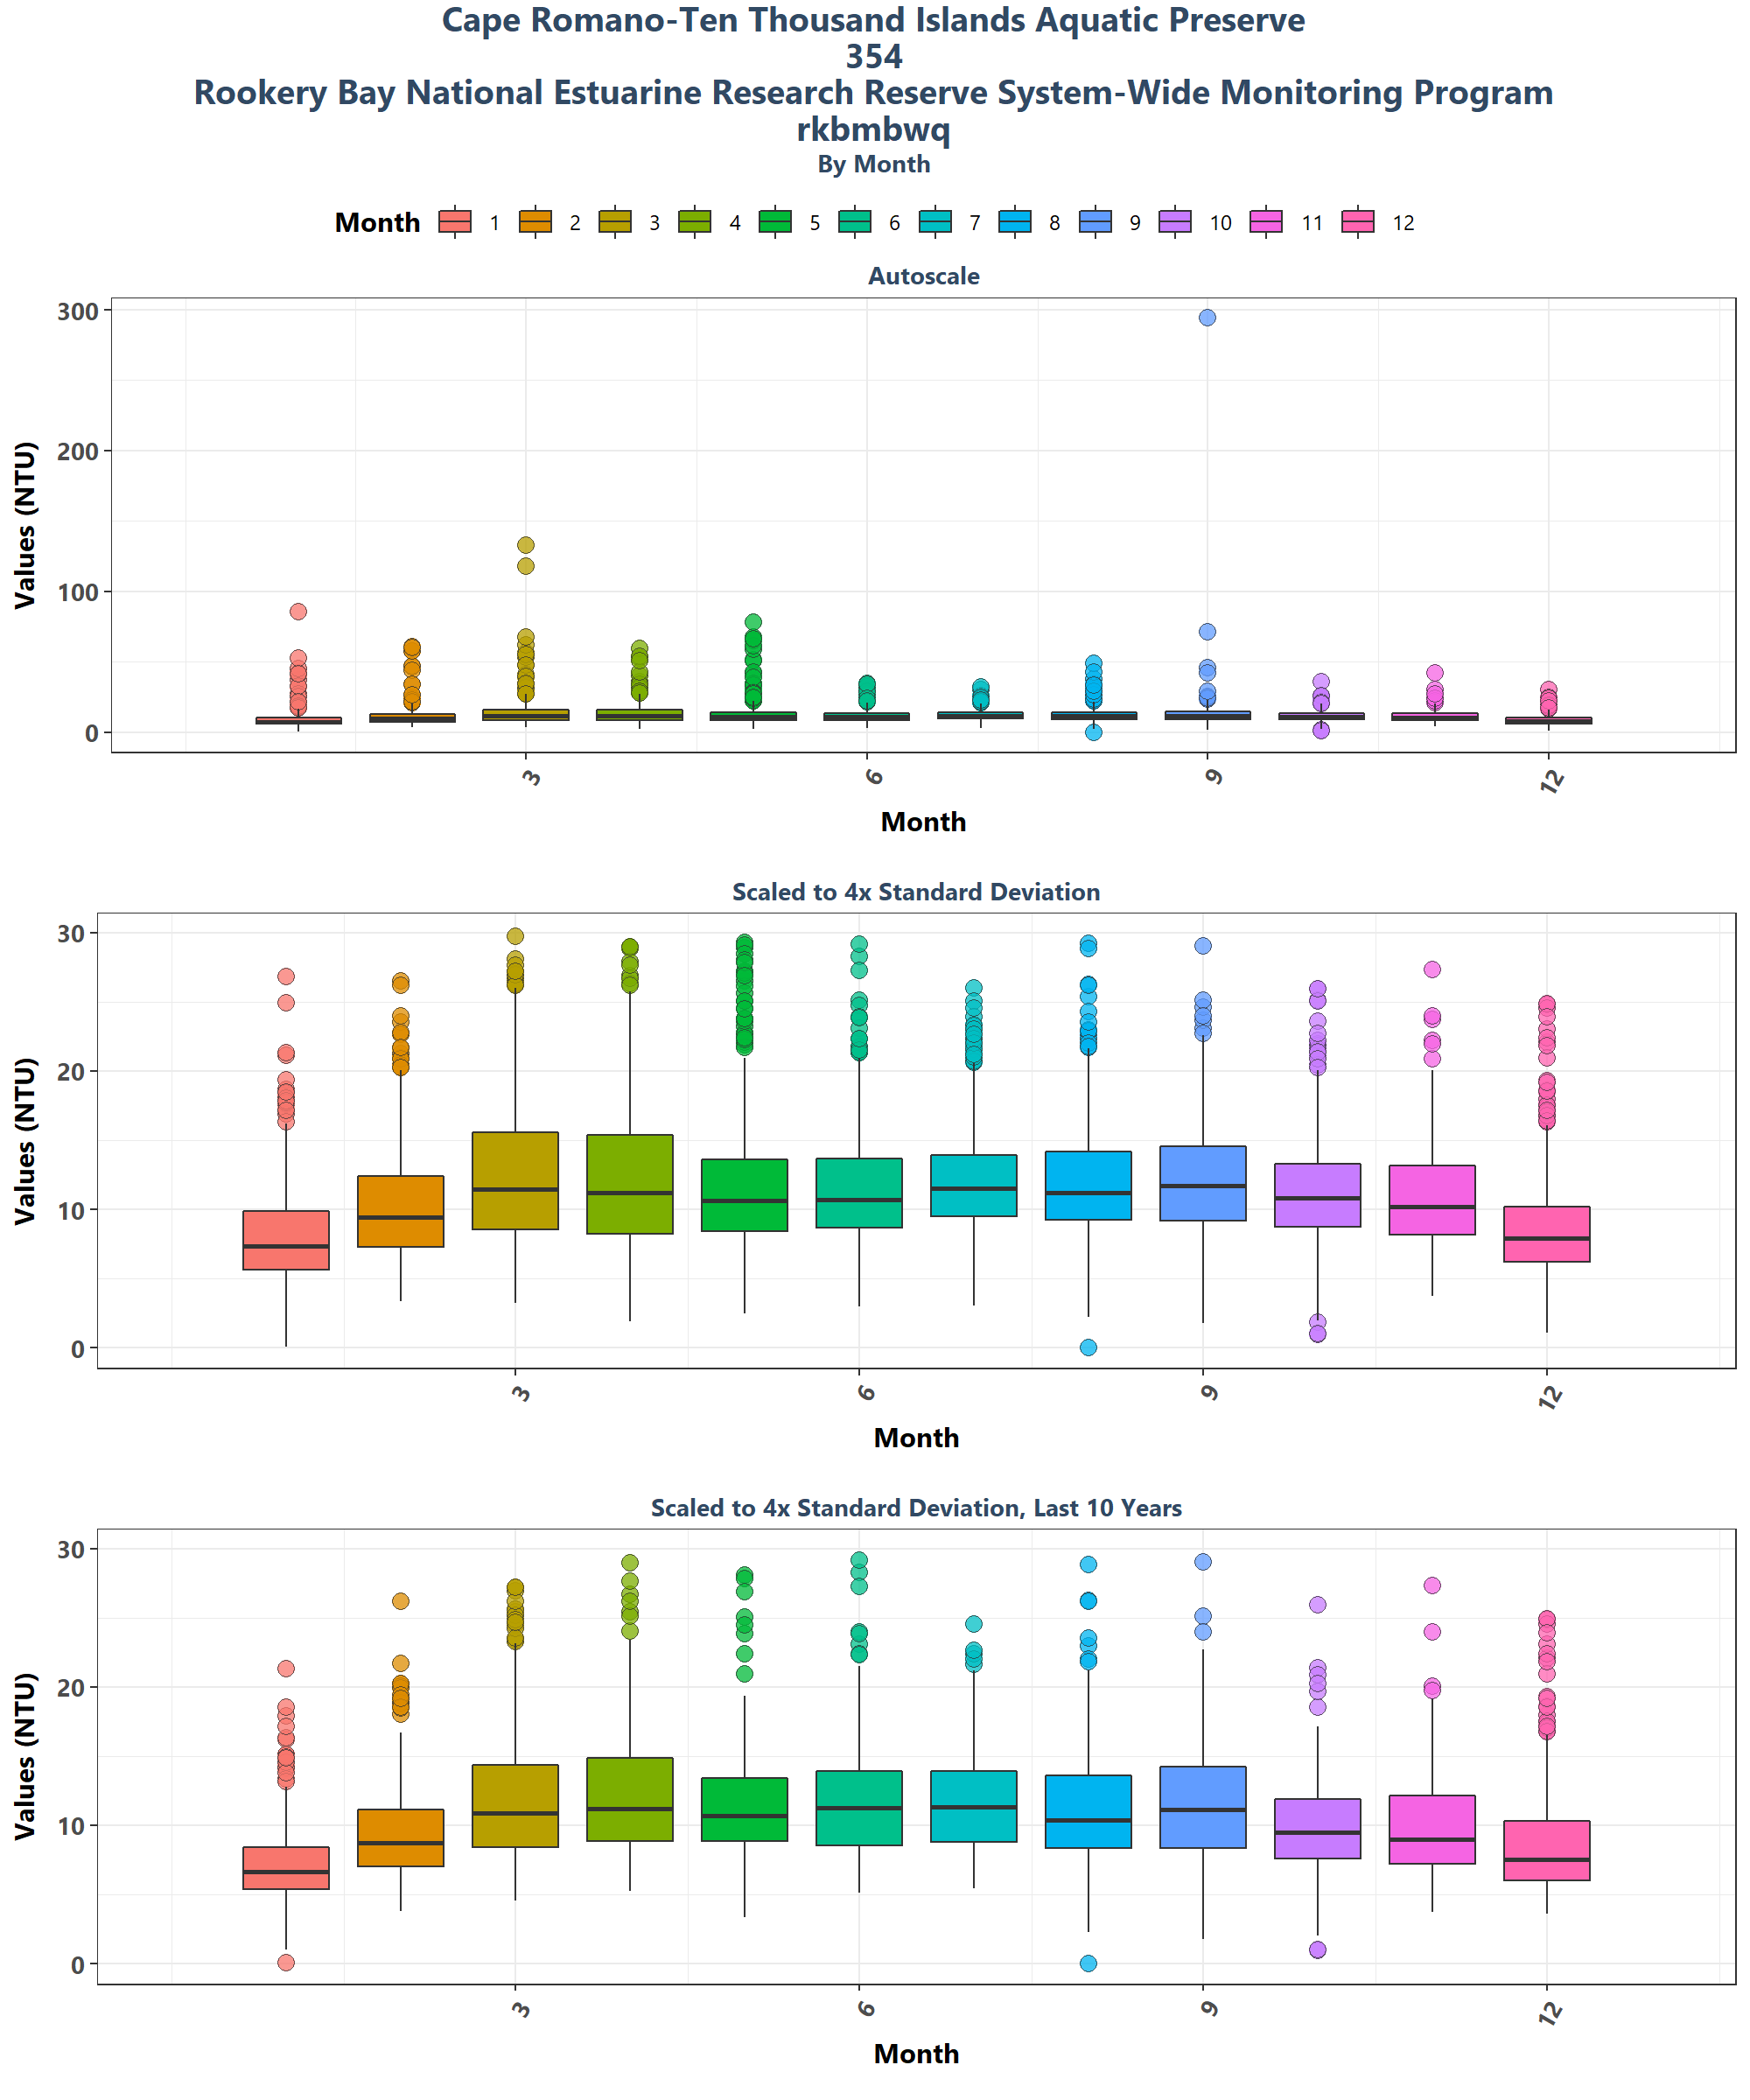 Cape Romano-Ten Thousand Islands Aquatic Preserve
354
Rookery Bay National Estuarine Research Reserve System-Wide Monitoring Program
rkbmbwq
By Month
Month 1 2 3 4 5 6 7 8 9 10 11 12
Autoscale
Values (NTU)
300
200
100
0
3 6 9 12
Month
Scaled to 4x Standard Deviation
Values (NTU)
30
20
10
0
3 6 9 12
Month
Scaled to 4x Standard Deviation, Last 10 Years
Values (NTU)
30
20
10
0
3 6 9 12
Month